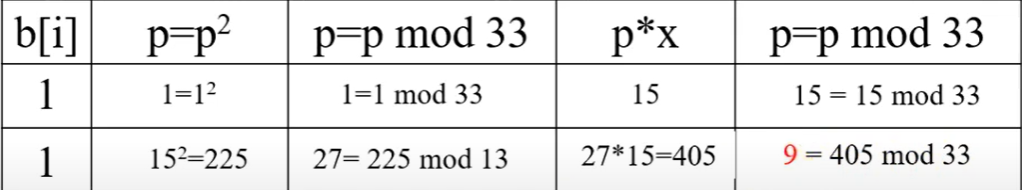 b[i] p=p² p=p mod 33 p*x p=p mod 33
1 1=1² 1=1 mod 33 15 15 = 15 mod 33
1 15²=225 27= 225 mod 13 27*15=405 9 = 405 mod 33